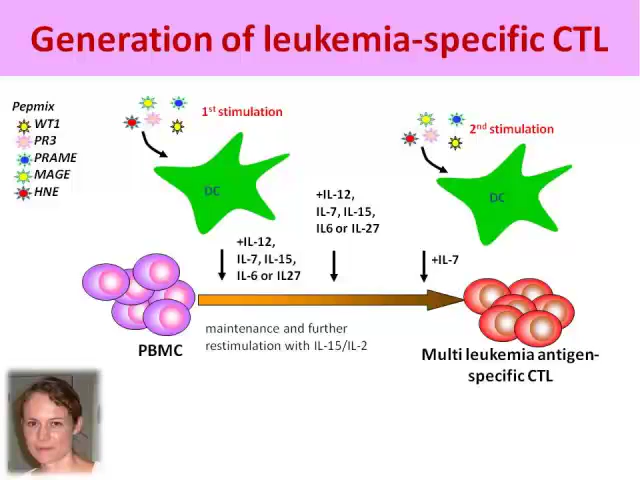 Generation of leukemia-specific CTL
Pepmix
WT1
PR3
PRAME
MAGE
HNE
1st stimulation
2nd stimulation
DC
DC
+IL-12,
IL-7, IL-15,
IL6 or IL-27
+IL-12,
IL-7, IL-15,
IL-6 or IL27
+IL-7
maintenance and further
restimulation with IL-15/IL-2
PBMC
Multi leukemia antigen-
specific CTL